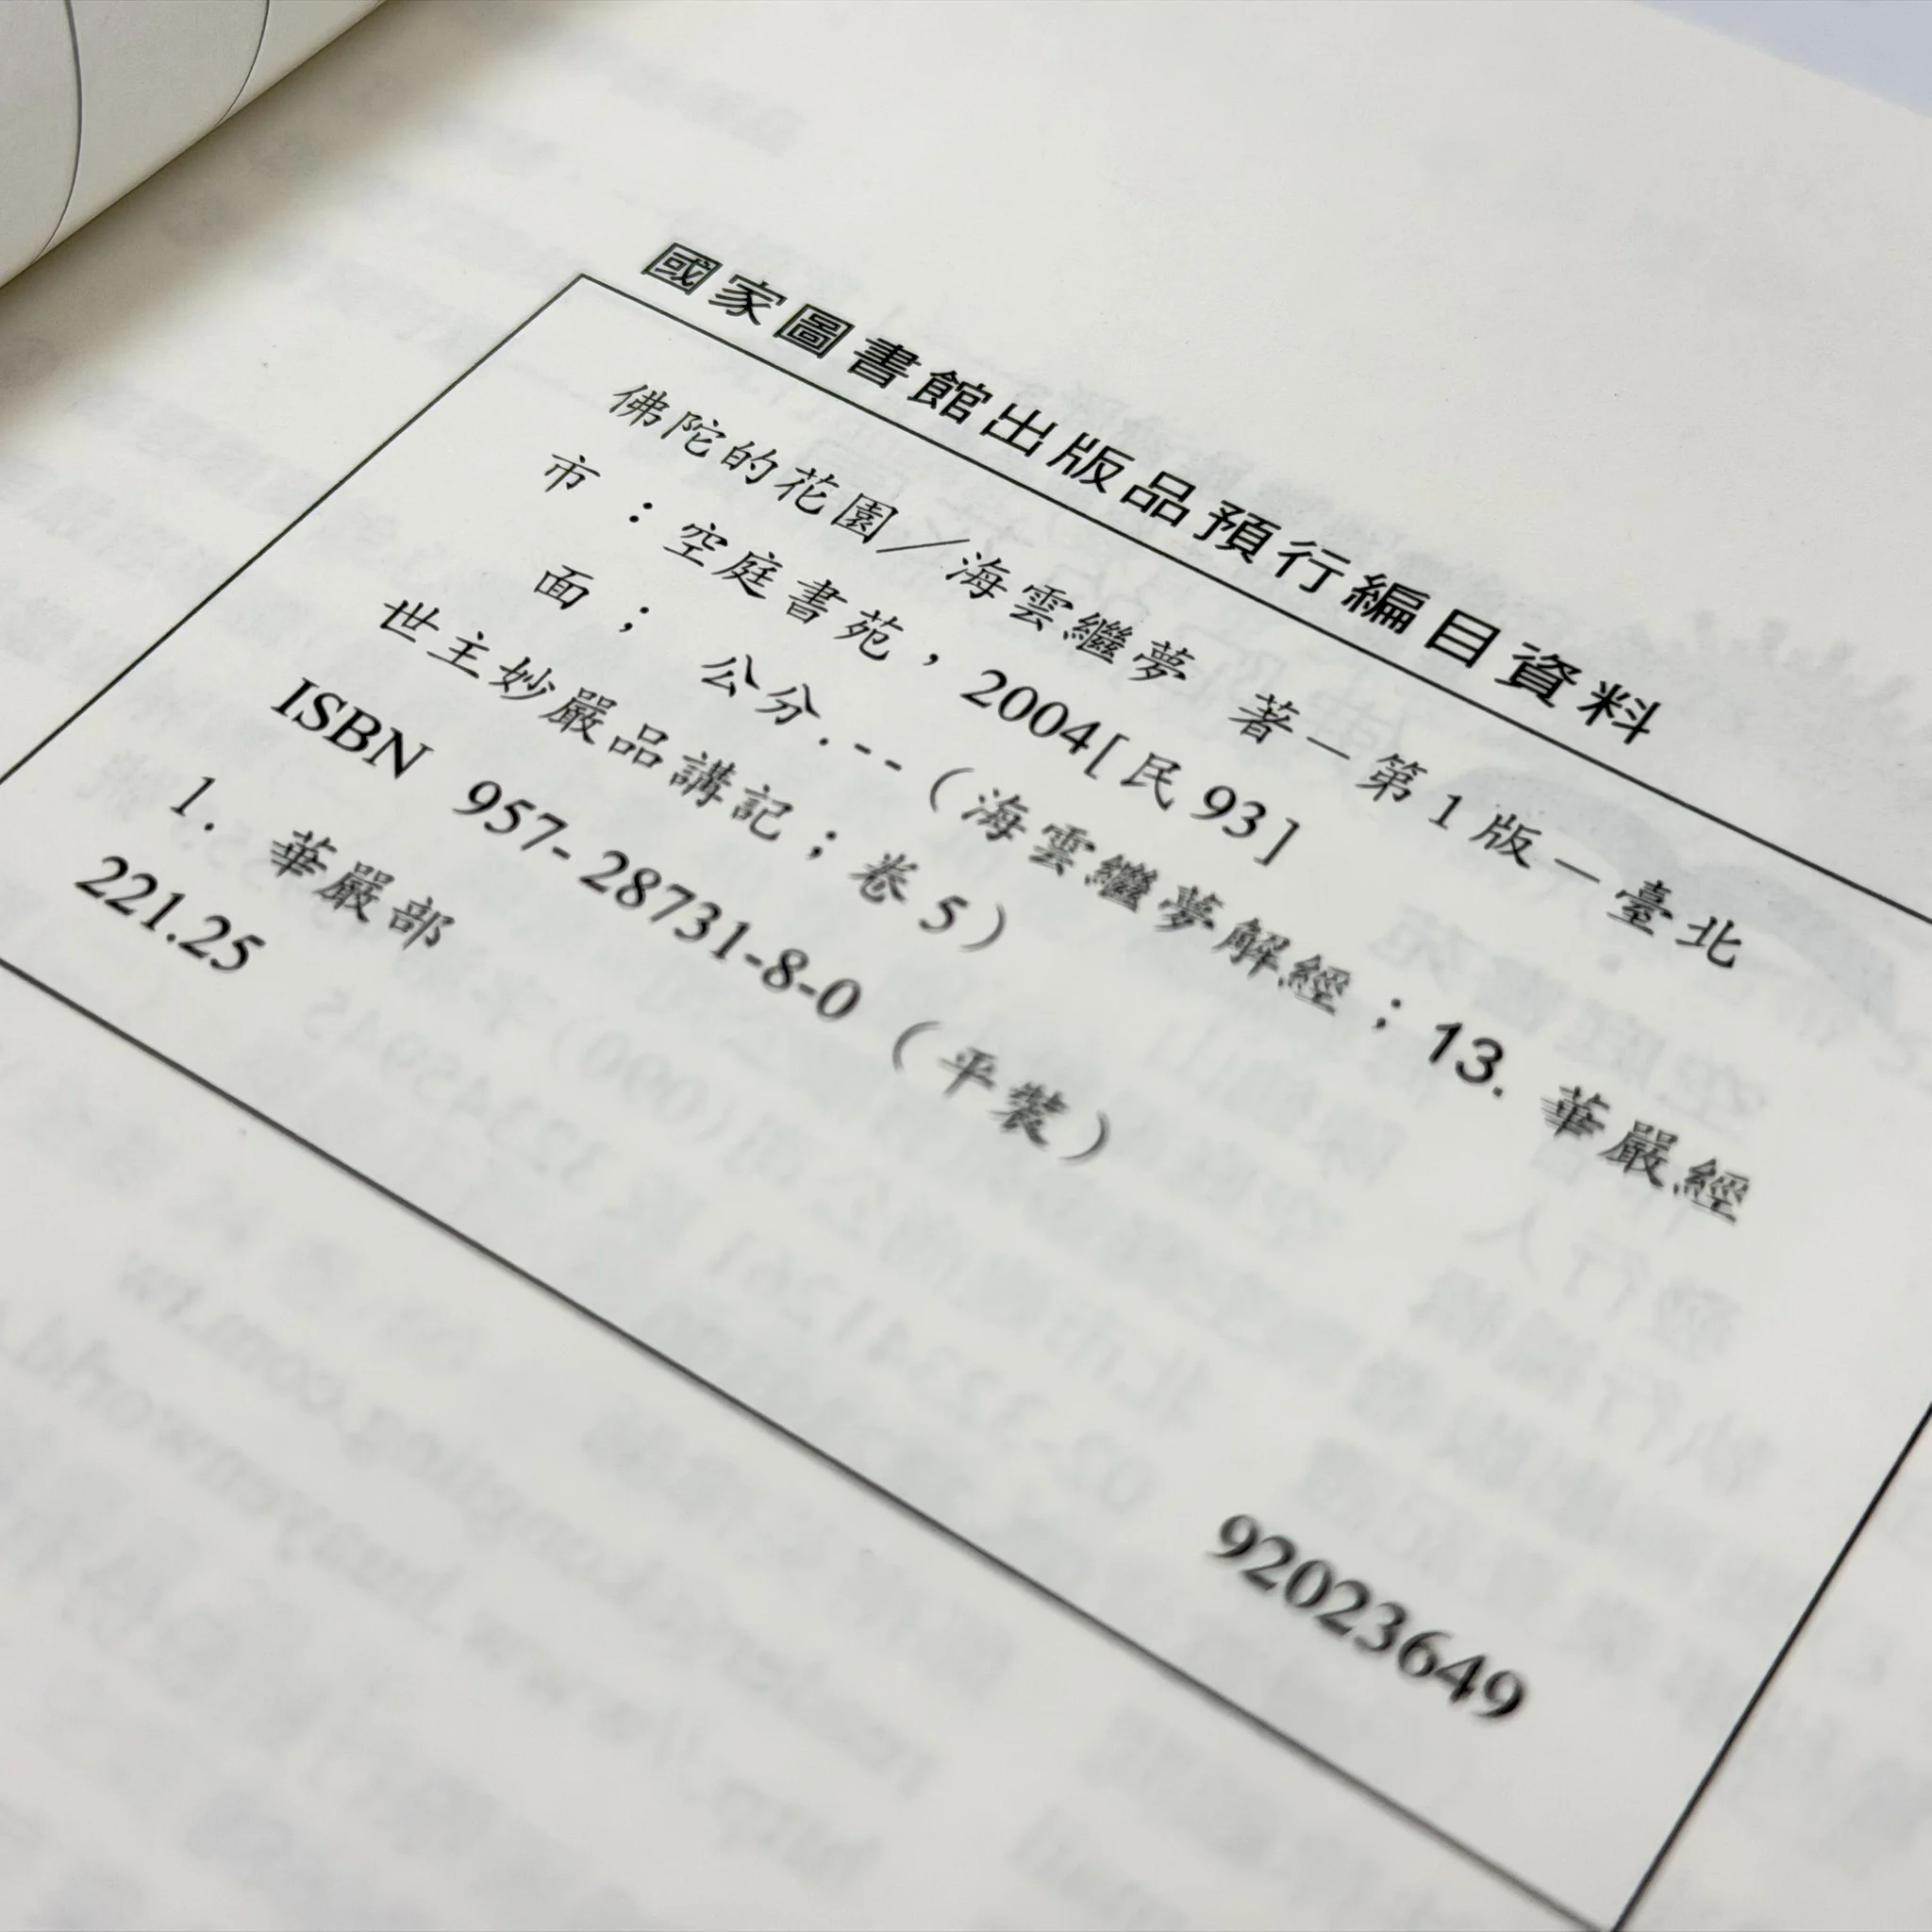 國家圖書館出版品預行編目資料
佛陀的花園／海雲繼夢 著－第1版－臺北
市：空庭書苑，2004[民93]
面； 公分.--（海雲繼夢解經；13.華嚴經
世主妙嚴品講記；卷5）
ISBN 957-28731-8-0（平裝）
1. 華嚴部
221.25
92023649